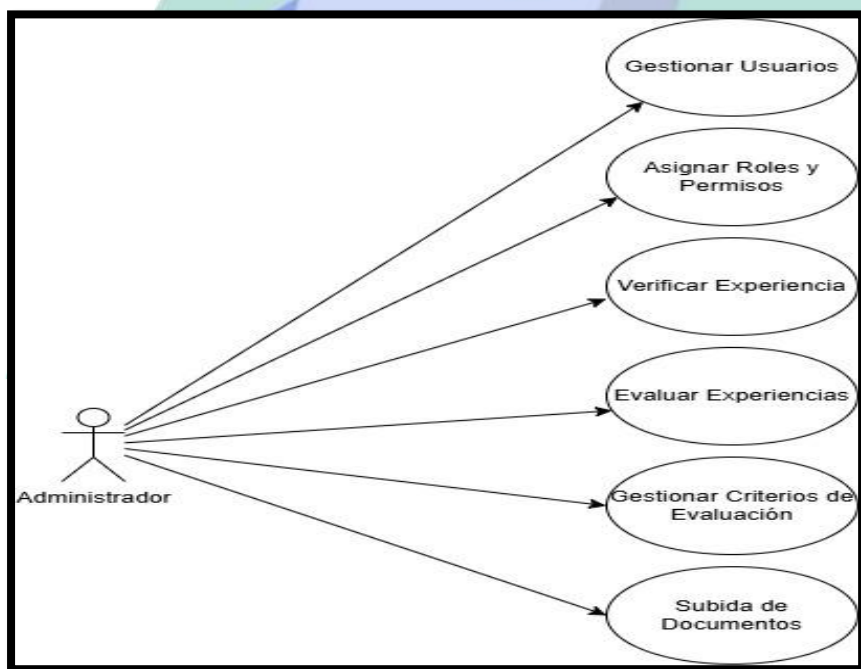 Gestionar Usuarios
Asignar Roles y
Permisos
Verificar Experiencia
Evaluar Experiencias
Administrador
Gestionar Criterios de
Evaluación
Subida de
Documentos